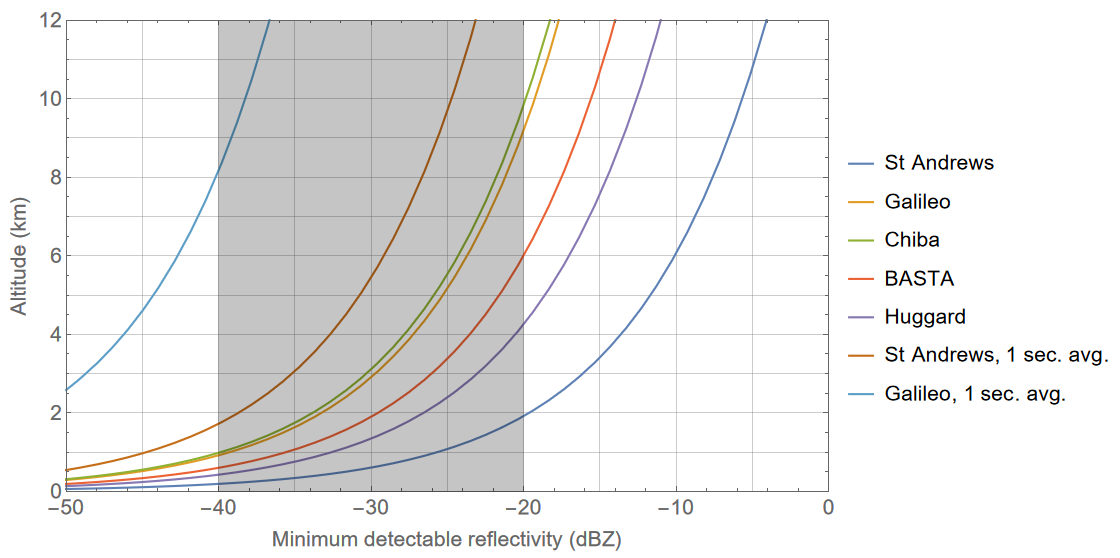 12
10
8
6
4
2
0
Altitude (km)
−50 −40 −30 −20 −10 0
Minimum detectable reflectivity (dBZ)
St Andrews
Galileo
Chiba
BASTA
Huggard
St Andrews, 1 sec. avg.
Galileo, 1 sec. avg.